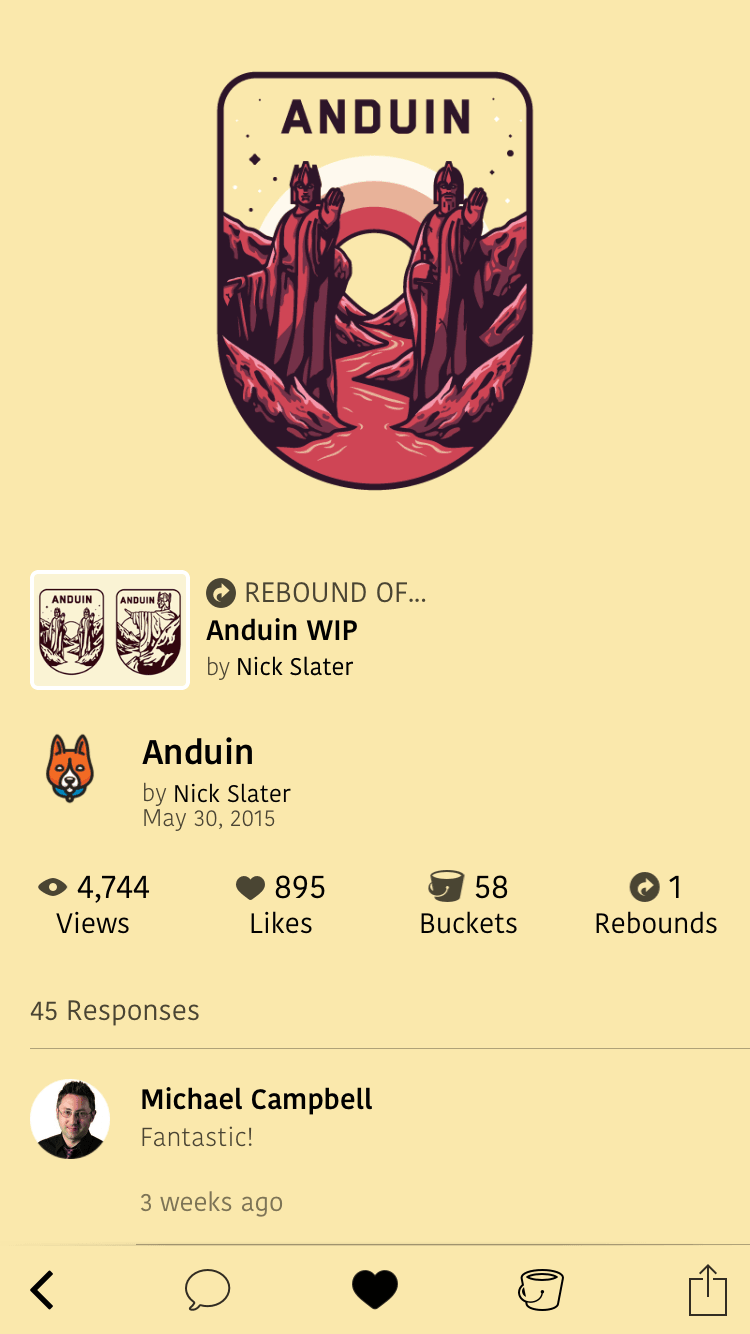 ANDUIN
ANDUIN ANDUIN
REBOUND OF...
Anduin WIP
by Nick Slater
Anduin
by Nick Slater
May 30, 2015
4,744 895 58 1
Views Likes Buckets Rebounds
45 Responses
Michael Campbell
Fantastic!
3 weeks ago